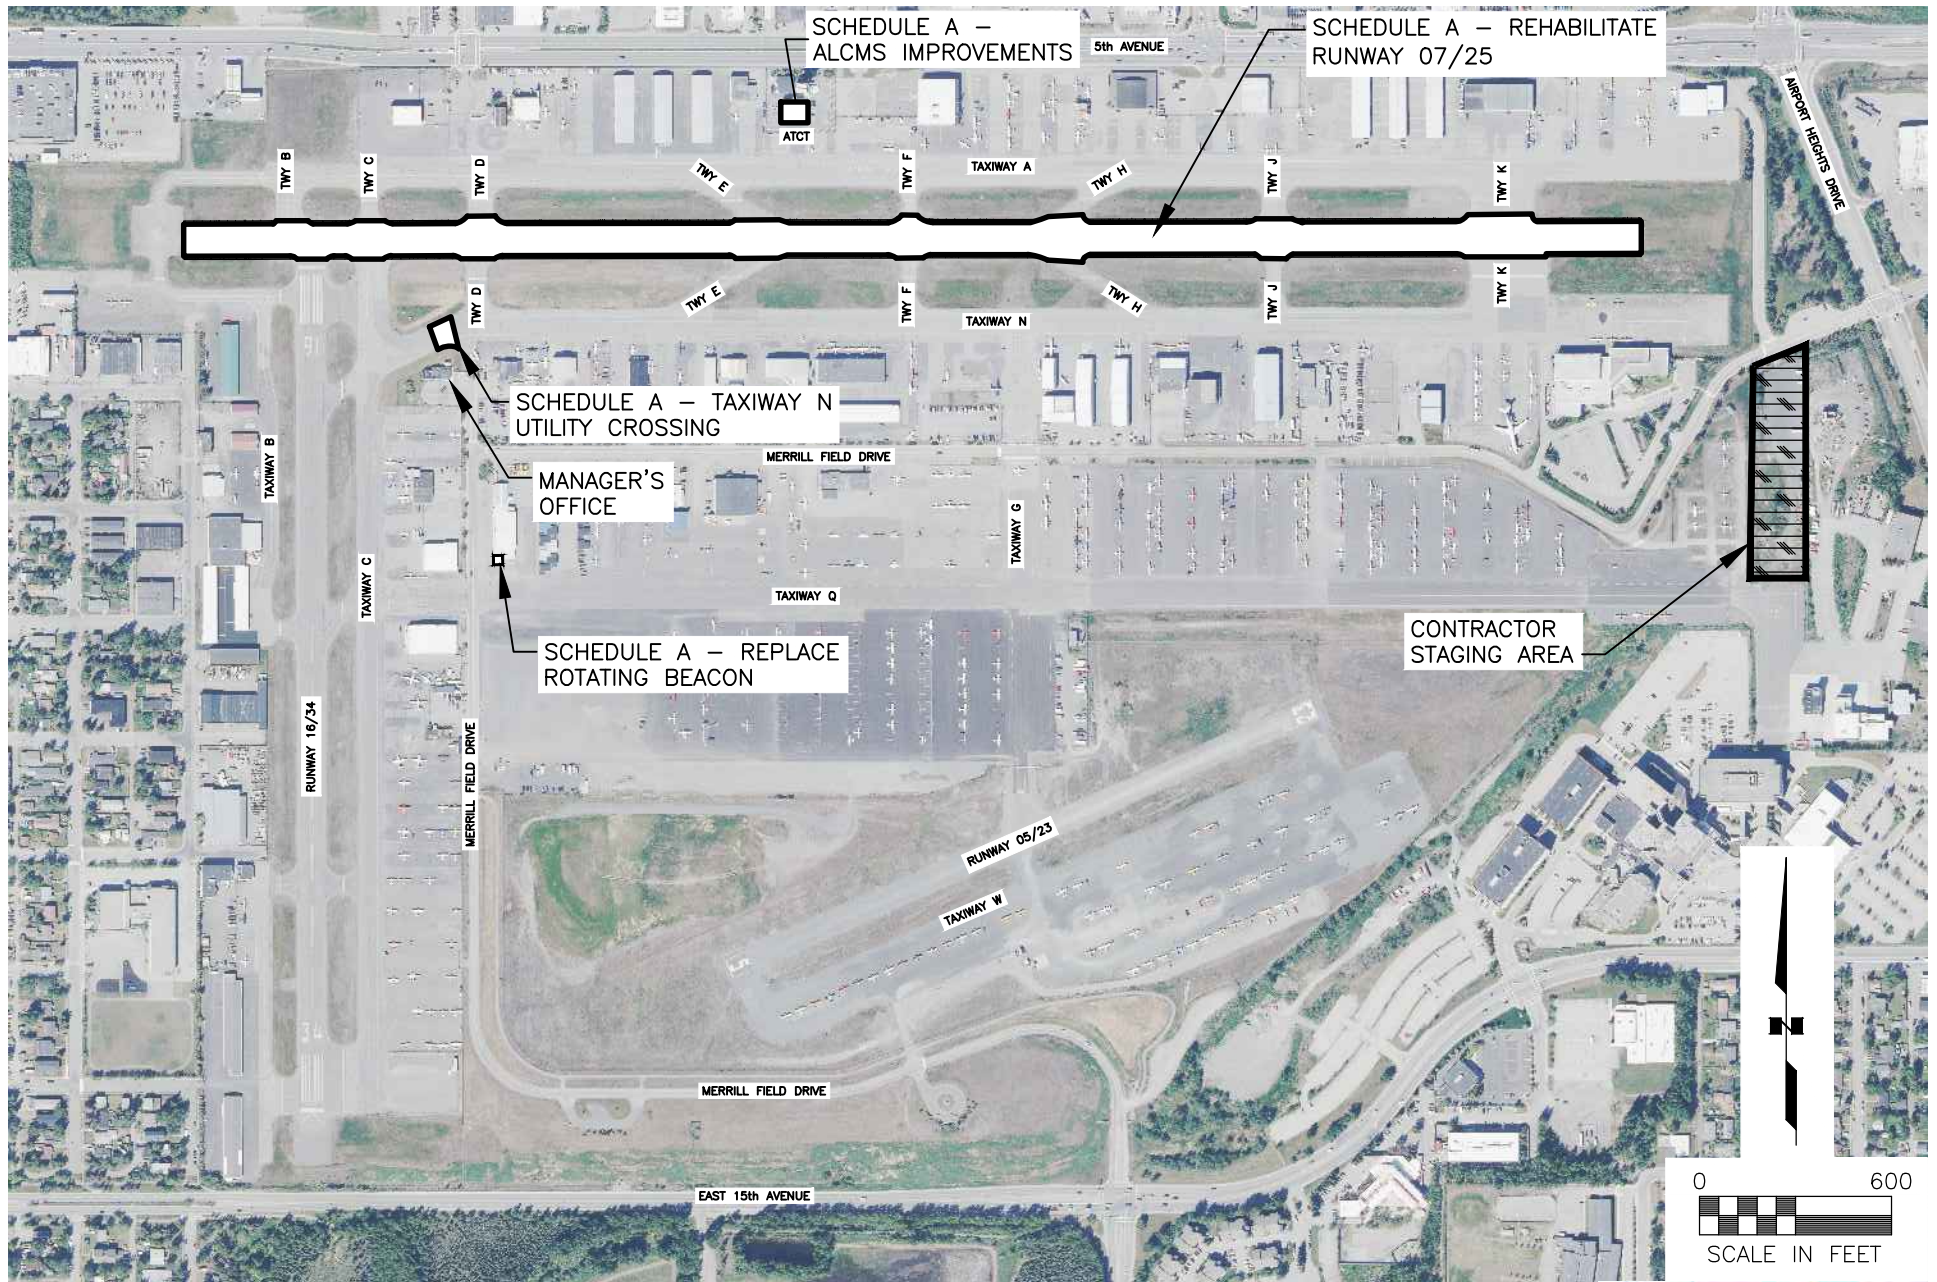 SCHEDULE A –
ALCMS IMPROVEMENTS
5th AVENUE
SCHEDULE A – REHABILITATE
RUNWAY 07/25
AIRPORT HEIGHTS DRIVE
ATCT
TWY B
TWY C
TWY D
TWY E
TWY F
TAXIWAY A
TWY H
TWY J
TWY K
TWY D
TWY E
TWY F
TAXIWAY N
TWY H
TWY J
TWY K
SCHEDULE A – TAXIWAY N
UTILITY CROSSING
MERRILL FIELD DRIVE
MANAGER'S
OFFICE
TAXIWAY B
TAXIWAY C
TAXIWAY G
TAXIWAY Q
SCHEDULE A – REPLACE
ROTATING BEACON
CONTRACTOR
STAGING AREA
RUNWAY 16/34
MERRILL FIELD DRIVE
RUNWAY 05/23
TAXIWAY W
MERRILL FIELD DRIVE
EAST 15th AVENUE
N
0 600
SCALE IN FEET